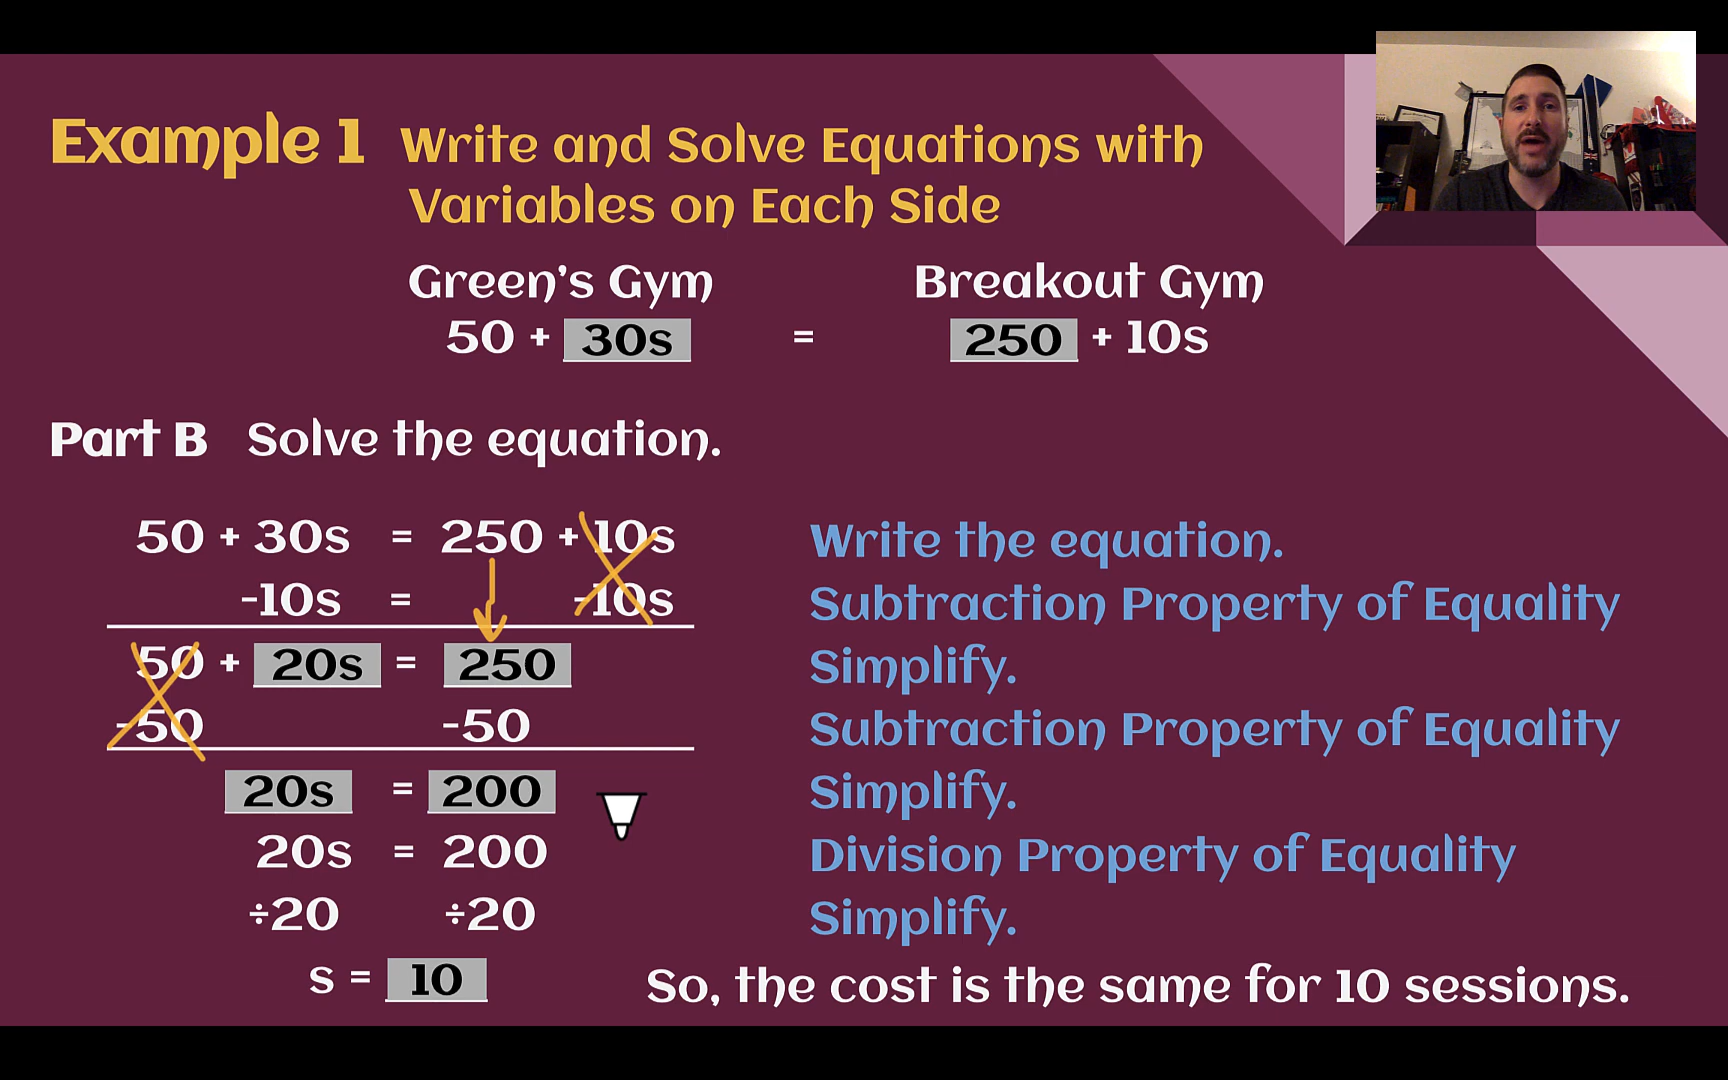 Example 1 Write and Solve Equations with
Variables on Each Side
Green's Gym Breakout Gym
50 + 30s = 250 + 10s
Part B Solve the equation.
50 + 30s = 250 + 10s Write the equation.
-10s = -10s Subtraction Property of Equality
50 + 20s = 250 Simplify.
-50 -50 Subtraction Property of Equality
20s = 200 Simplify.
20s = 200 Division Property of Equality
÷20 ÷20 Simplify.
s = 10 So, the cost is the same for 10 sessions.